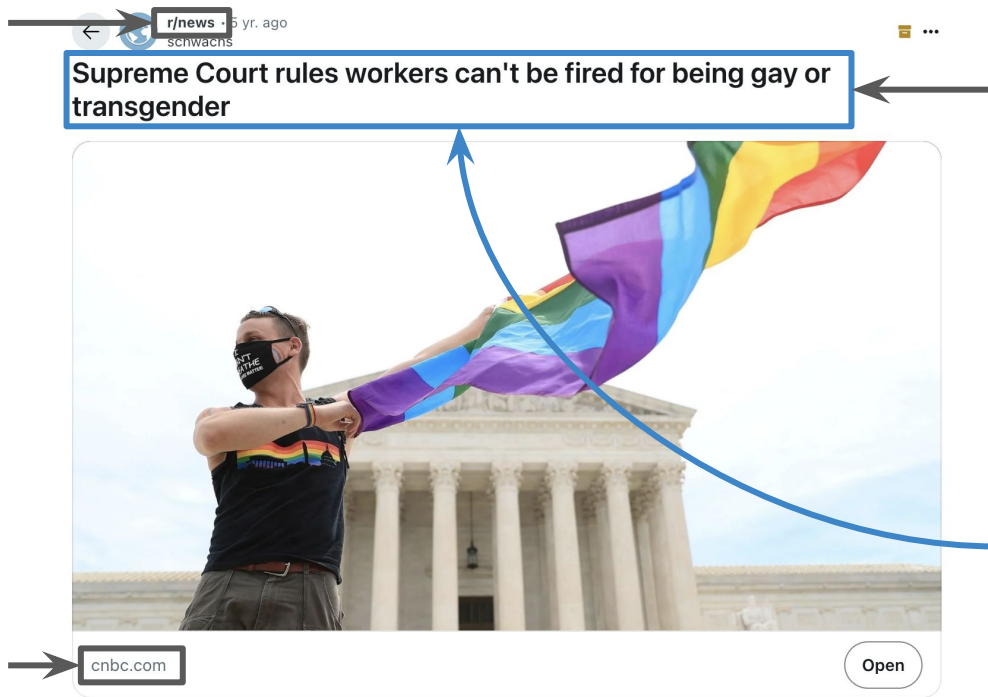 r/news · 5 yr. ago
schwachs
Supreme Court rules workers can't be fired for being gay or
transgender
cnbc.com
Open